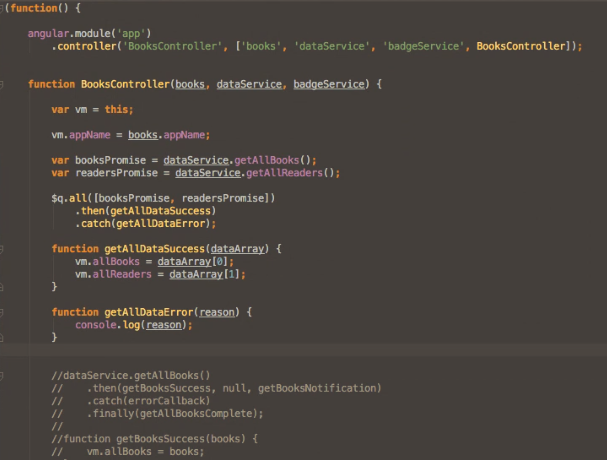 (function() {
angular.module('app')
.controller('BooksController', ['books', 'dataService', 'badgeService', BooksController]);
function BooksController(books, dataService, badgeService) {
var vm = this;
vm.appName = books.appName;
var booksPromise = dataService.getAllBooks();
var readersPromise = dataService.getAllReaders();
$q.all([booksPromise, readersPromise])
.then(getAllDataSuccess)
.catch(getAllDataError);
function getAllDataSuccess(dataArray) {
vm.allBooks = dataArray[0];
vm.allReaders = dataArray[1];
}
function getAllDataError(reason) {
console.log(reason);
}
//dataService.getAllBooks()
//    .then(getBooksSuccess, null, getBooksNotification)
//    .catch(errorCallback)
//    .finally(getAllBooksComplete);
//
//function getBooksSuccess(books) {
//    vm.allBooks = books;